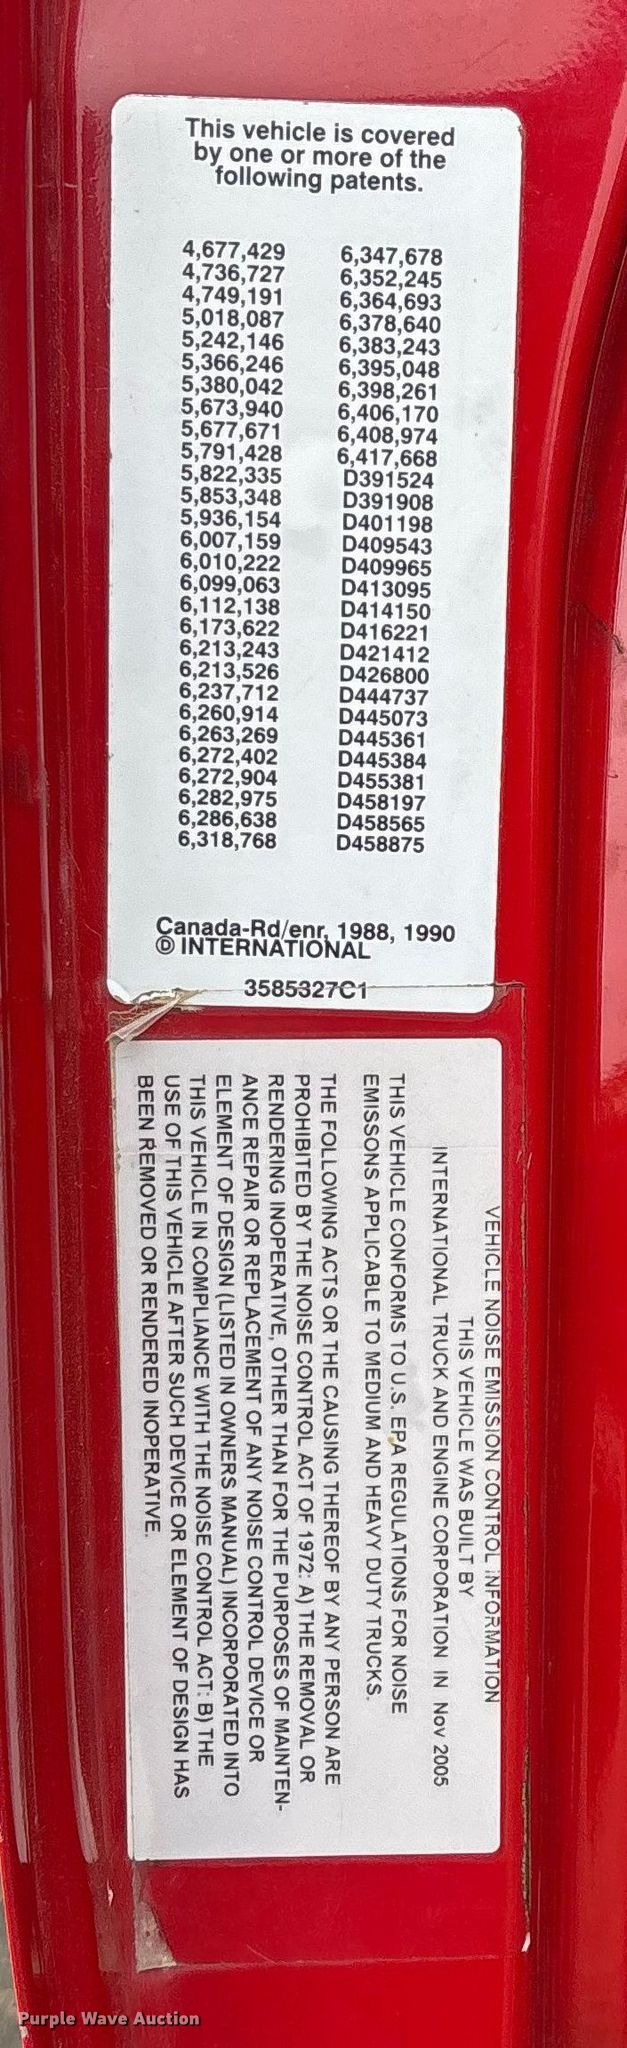 This vehicle is covered
by one or more of the
following patents.
4,677,429
4,736,727
4,749,191
5,018,087
5,242,146
5,366,246
5,380,042
5,673,940
5,677,671
5,791,428
5,822,335
5,853,348
5,936,154
6,007,159
6,010,222
6,099,063
6,112,138
6,173,622
6,213,243
6,213,526
6,237,712
6,260,914
6,263,269
6,272,402
6,272,904
6,282,975
6,286,638
6,318,768
6,347,678
6,352,245
6,364,693
6,378,640
6,383,243
6,395,048
6,398,261
6,406,170
6,408,974
6,417,668
D391524
D391908
D401198
D409543
D409965
D413095
D414150
D416221
D421412
D426800
D444737
D445073
D445361
D445384
D455381
D458197
D458565
D458875
Canada-Rd/enr, 1988, 1990
Ⓓ INTERNATIONAL
3585327C1
VEHICLE NOISE EMISSION CONTROL INFORMATION
THIS VEHICLE WAS BUILT BY
INTERNATIONAL TRUCK AND ENGINE CORPORATION IN Nov 2005
THIS VEHICLE CONFORMS TO U.S. EPA REGULATIONS FOR NOISE
EMISSONS APPLICABLE TO MEDIUM AND HEAVY DUTY TRUCKS.
THE FOLLOWING ACTS OR THE CAUSING THEREOF BY ANY PERSON ARE
PROHIBITED BY THE NOISE CONTROL ACT OF 1972: A) THE REMOVAL OR
RENDERING INOPERATIVE, OTHER THAN FOR THE PURPOSES OF MAINTEN-
ANCE REPAIR OR REPLACEMENT OF ANY NOISE CONTROL DEVICE OR
ELEMENT OF DESIGN (LISTED IN OWNERS MANUAL) INCORPORATED INTO
THIS VEHICLE IN COMPLIANCE WITH THE NOISE CONTROL ACT: B) THE
USE OF THIS VEHICLE AFTER SUCH DEVICE OR ELEMENT OF DESIGN HAS
BEEN REMOVED OR RENDERED INOPERATIVE.
Purple Wave Auction